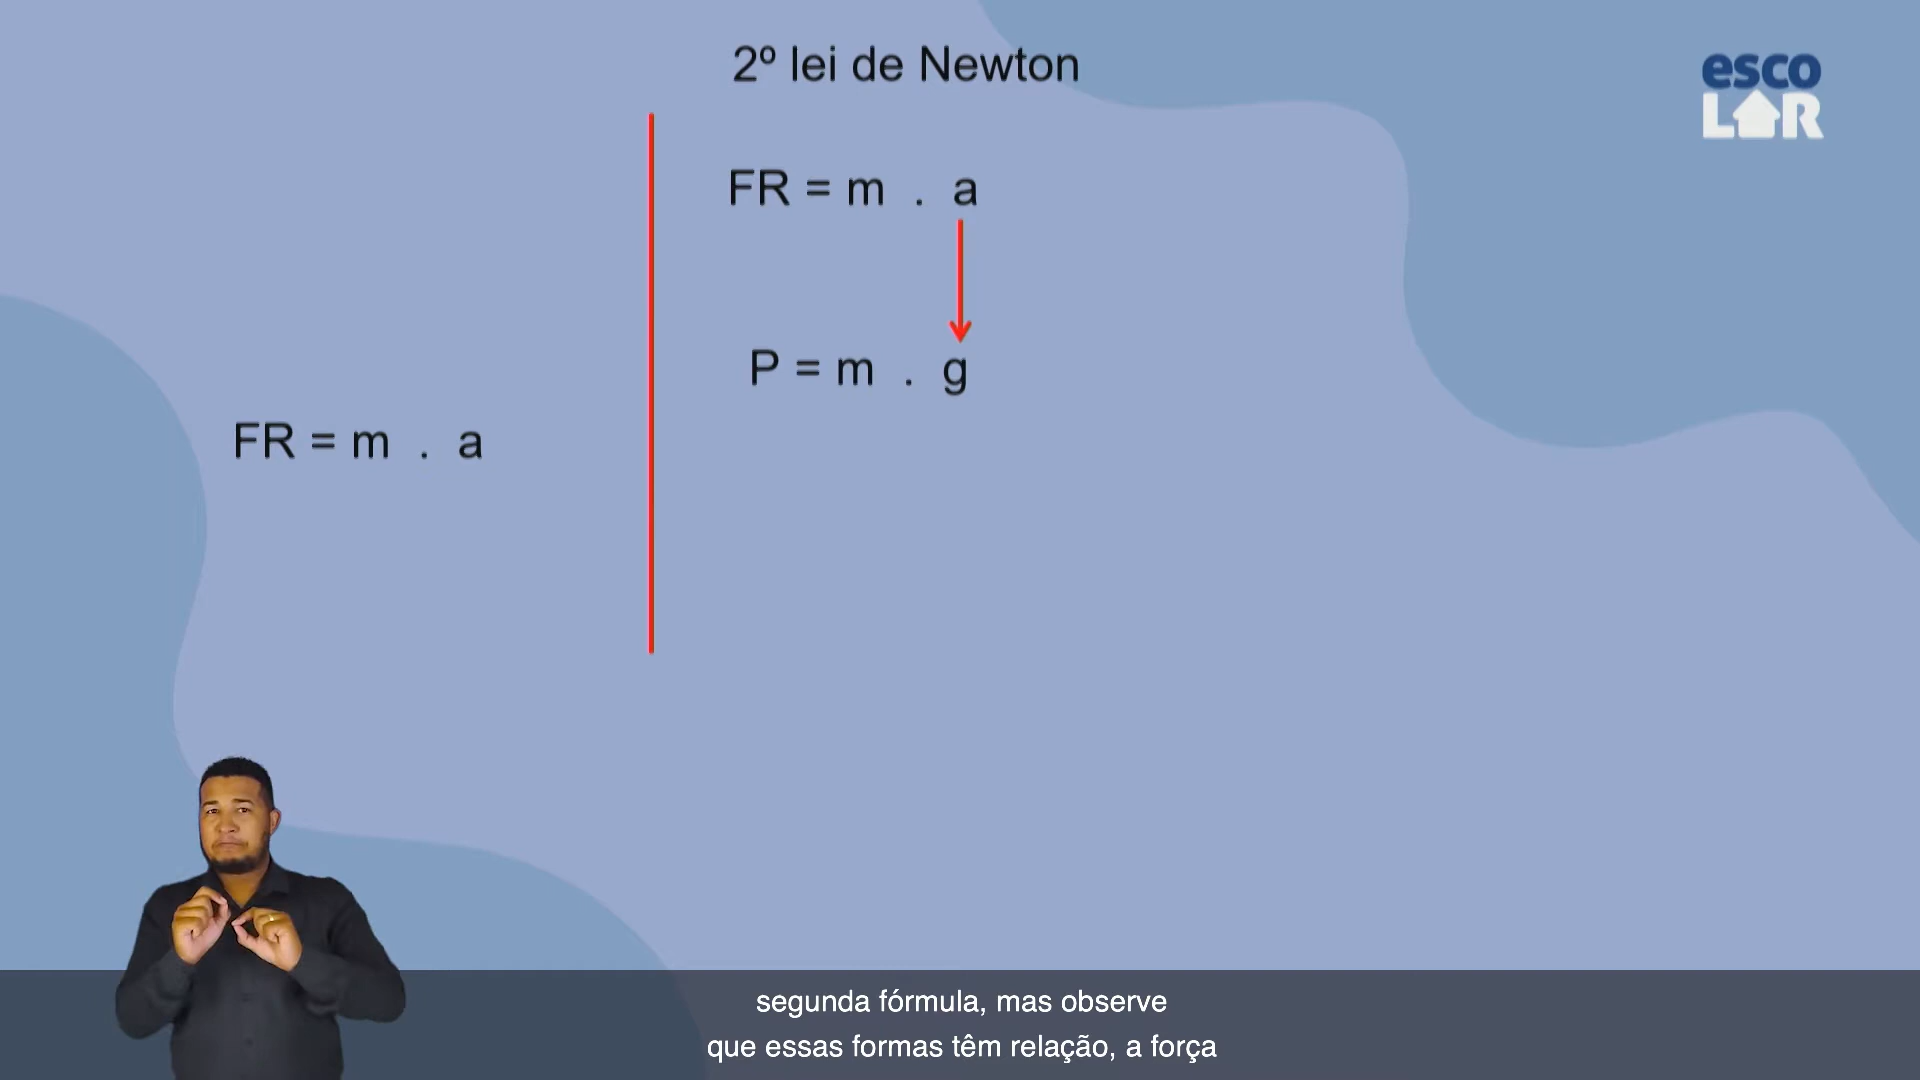 2º lei de Newton
esco
LAR
FR = m . a
P = m . g
FR = m . a
segunda fórmula, mas observe
que essas formas têm relação, a força